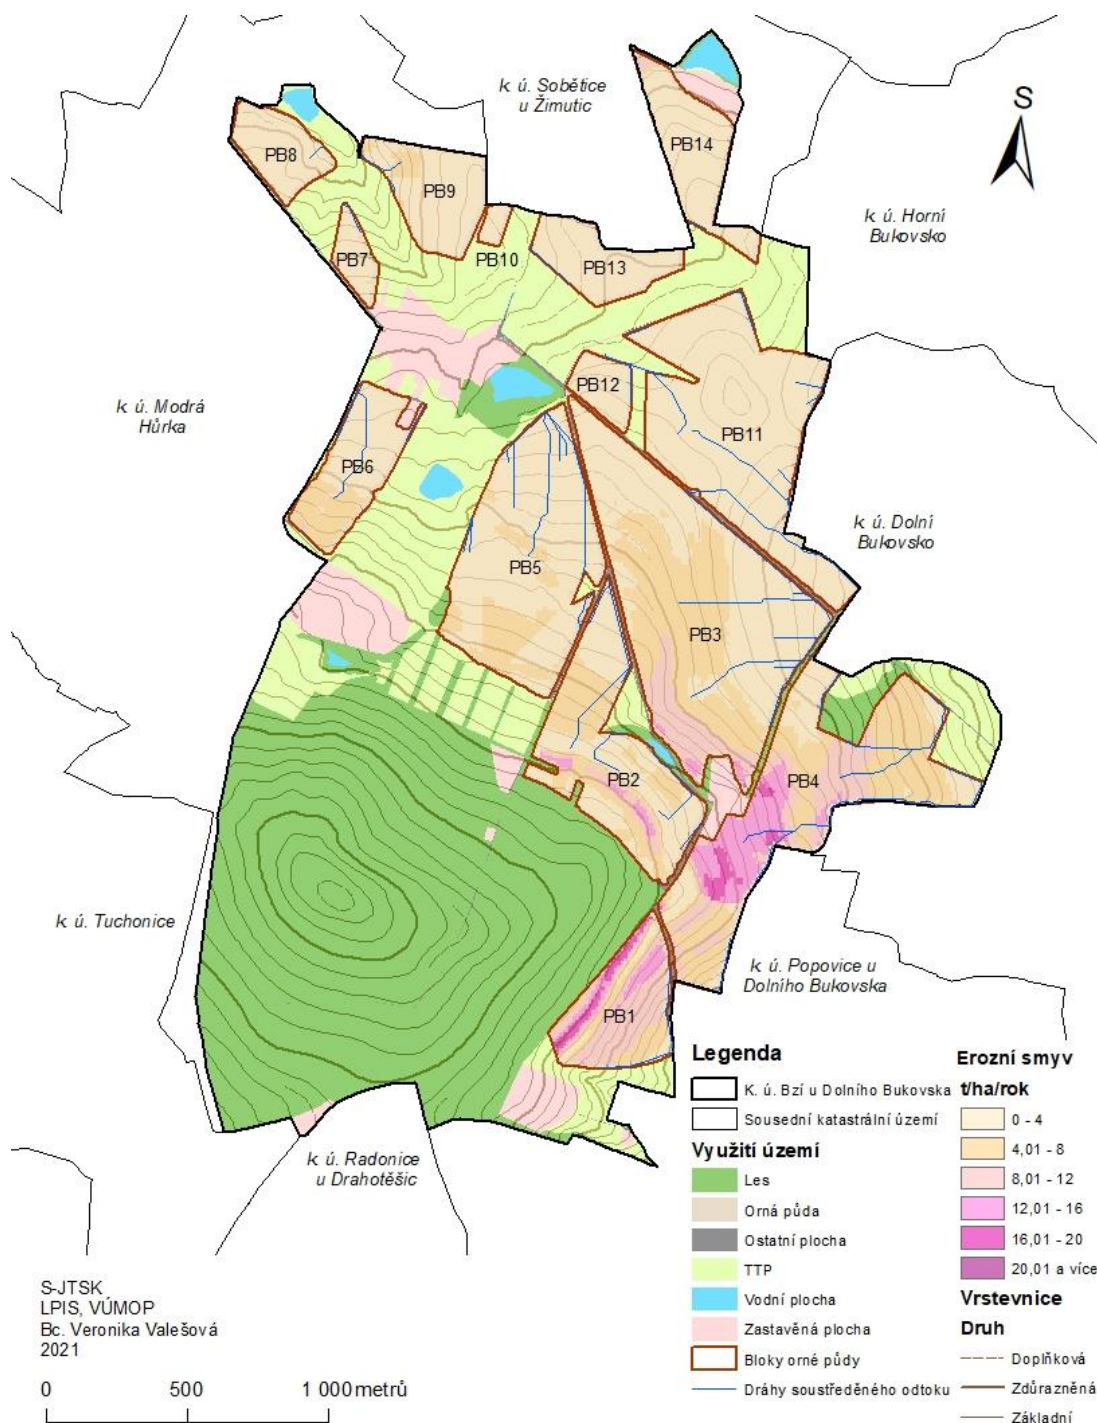 k. ú. Sobětice
u Žimutic
S
PB14
PB8
PB9
k. ú. Horní
Bukovsko
PB7
PB10
PB13
k. ú. Modrá
Hůrka
PB12
PB11
PB6
k. ú. Dolní
Bukovsko
PB5
PB3
PB2
PB4
k. ú. Tuchonice
k. ú. Popovice u
Dolního Bukovska
PB1
k. ú. Radonice
u Drahotěšic
Legenda
K. ú. Bzí u Dolního Bukovska
Sousední katastrální území
Využití území
Les
Orná půda
Ostatní plocha
TTP
Vodní plocha
Zastavěná plocha
Bloky orné půdy
Dráhy soustředěného odtoku
Erozní smyv
t/ha/rok
0 - 4
4,01 - 8
8,01 - 12
12,01 - 16
16,01 - 20
20,01 a více
Vrstevnice
Druh
Doplňková
Zdůrazněná
Základní
S-JTSK
LPIS, VÚMOP
Bc. Veronika Valešová
2021
0 500 1 000 metrů